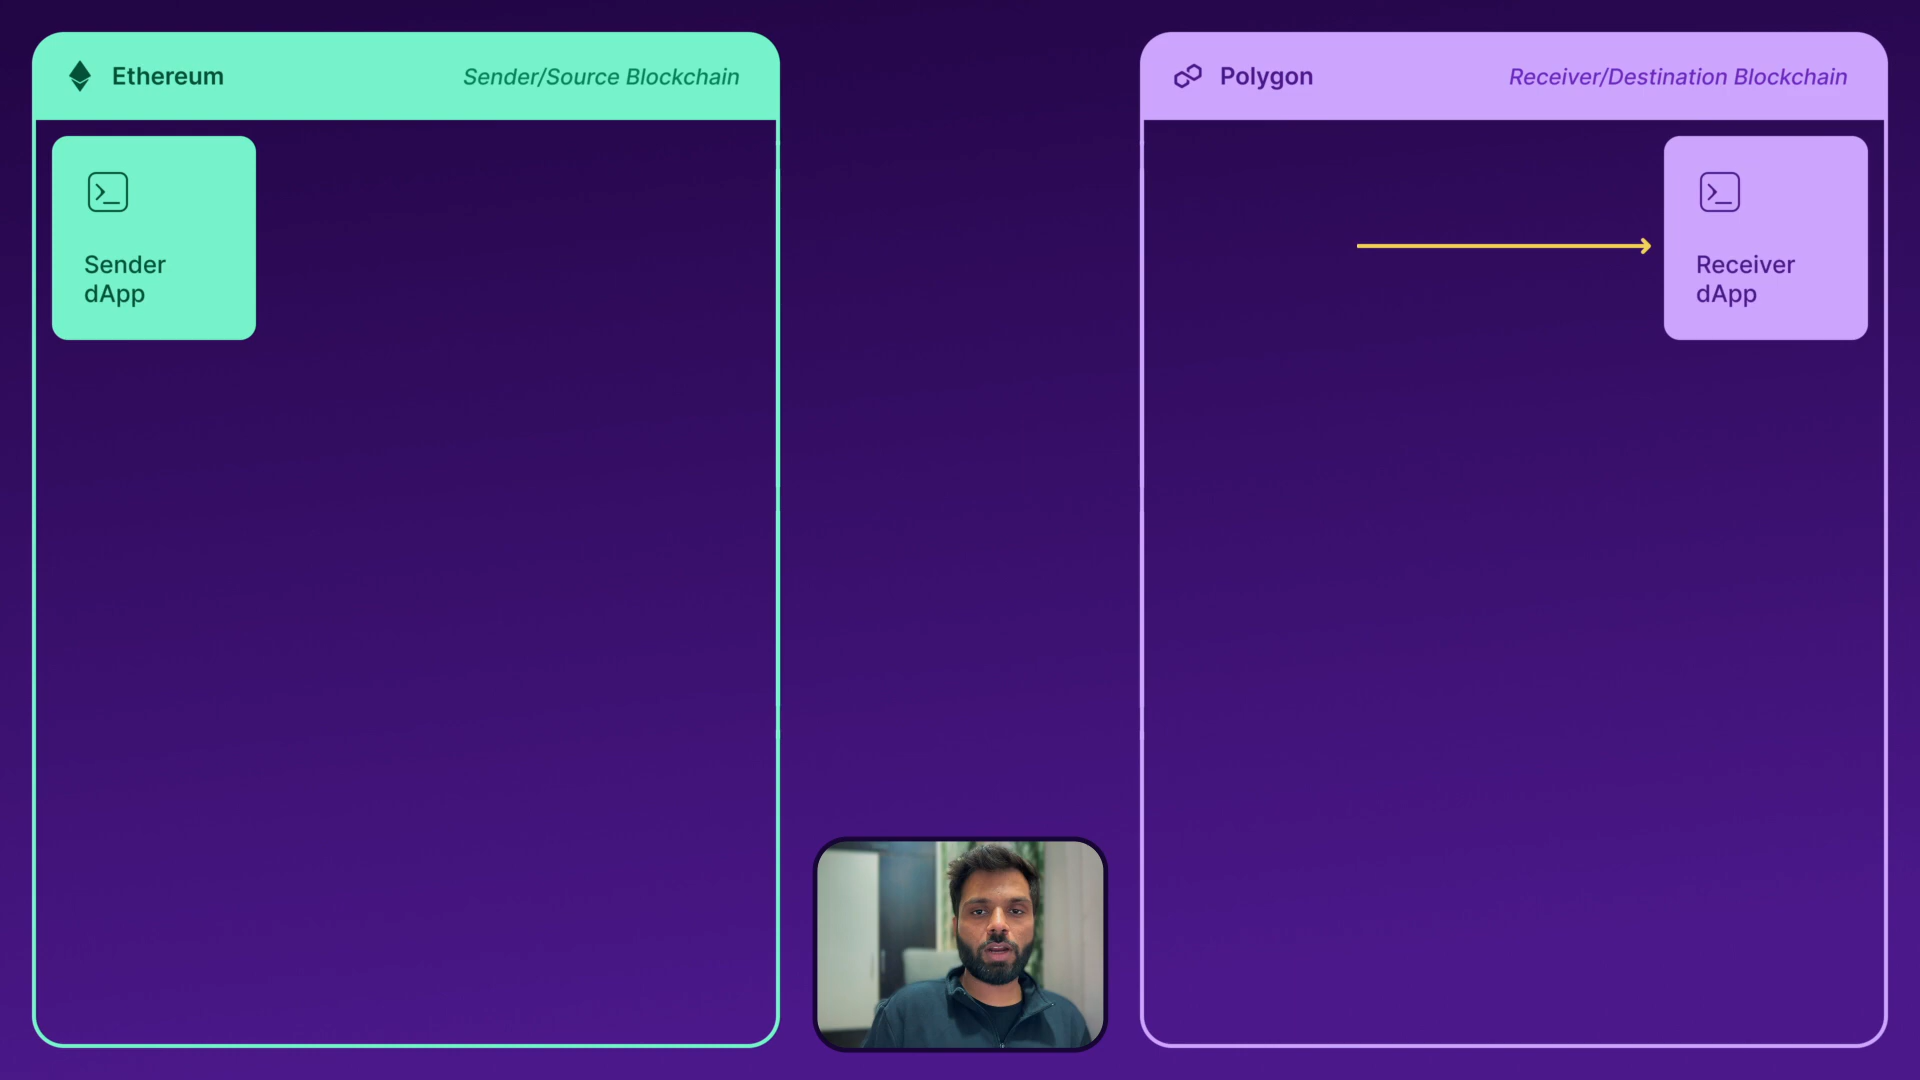 Ethereum
Sender/Source Blockchain
Sender
dApp
Polygon
Receiver/Destination Blockchain
Receiver
dApp